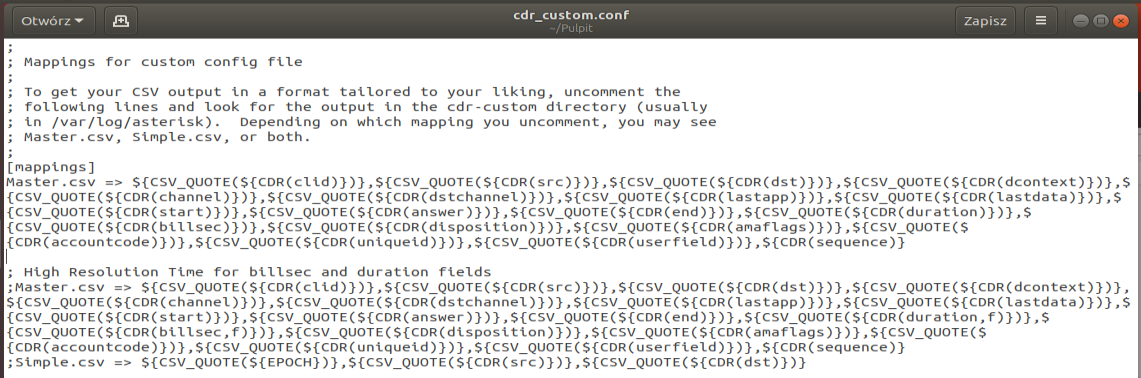 Otwórz
cdr_custom.conf
~/Pulpit
Zapisz
;
; Mappings for custom config file
;
; To get your CSV output in a format tailored to your liking, uncomment the
; following lines and look for the output in the cdr-custom directory (usually
; in /var/log/asterisk).  Depending on which mapping you uncomment, you may see
; Master.csv, Simple.csv, or both.
;
[mappings]
Master.csv => ${CSV_QUOTE(${CDR(clid)})},${CSV_QUOTE(${CDR(src)})},${CSV_QUOTE(${CDR(dst)})},${CSV_QUOTE(${CDR(dcontext)})},$
{CSV_QUOTE(${CDR(channel)})},${CSV_QUOTE(${CDR(dstchannel)})},${CSV_QUOTE(${CDR(lastapp)})},${CSV_QUOTE(${CDR(lastdata)})},$
{CSV_QUOTE(${CDR(start)})},${CSV_QUOTE(${CDR(answer)})},${CSV_QUOTE(${CDR(end)})},${CSV_QUOTE(${CDR(duration)})},$
{CSV_QUOTE(${CDR(billsec)})},${CSV_QUOTE(${CDR(disposition)})},${CSV_QUOTE(${CDR(amaflags)})},${CSV_QUOTE($
{CDR(accountcode)})},${CSV_QUOTE(${CDR(uniqueid)})},${CSV_QUOTE(${CDR(userfield)})},${CDR(sequence)}
; High Resolution Time for billsec and duration fields
;Master.csv => ${CSV_QUOTE(${CDR(clid)})},${CSV_QUOTE(${CDR(src)})},${CSV_QUOTE(${CDR(dst)})},${CSV_QUOTE(${CDR(dcontext)})},
${CSV_QUOTE(${CDR(channel)})},${CSV_QUOTE(${CDR(dstchannel)})},${CSV_QUOTE(${CDR(lastapp)})},${CSV_QUOTE(${CDR(lastdata)})},$
{CSV_QUOTE(${CDR(start)})},${CSV_QUOTE(${CDR(answer)})},${CSV_QUOTE(${CDR(end)})},${CSV_QUOTE(${CDR(duration,f)})},$
{CSV_QUOTE(${CDR(billsec,f)})},${CSV_QUOTE(${CDR(disposition)})},${CSV_QUOTE(${CDR(amaflags)})},${CSV_QUOTE($
{CDR(accountcode)})},${CSV_QUOTE(${CDR(uniqueid)})},${CSV_QUOTE(${CDR(userfield)})},${CDR(sequence)}
;Simple.csv => ${CSV_QUOTE(${EPOCH})},${CSV_QUOTE(${CDR(src)})},${CSV_QUOTE(${CDR(dst)})}